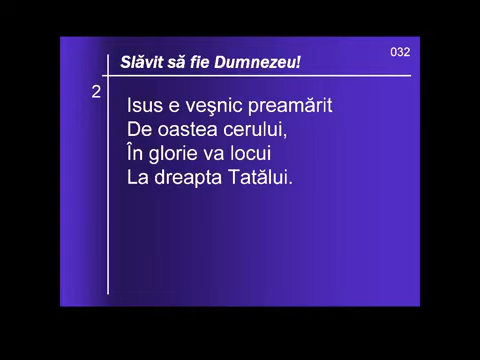 032
Slăvit să fie Dumnezeu!
2
Isus e veşnic preamărit
De oastea cerului,
În glorie va locui
La dreapta Tatălui.